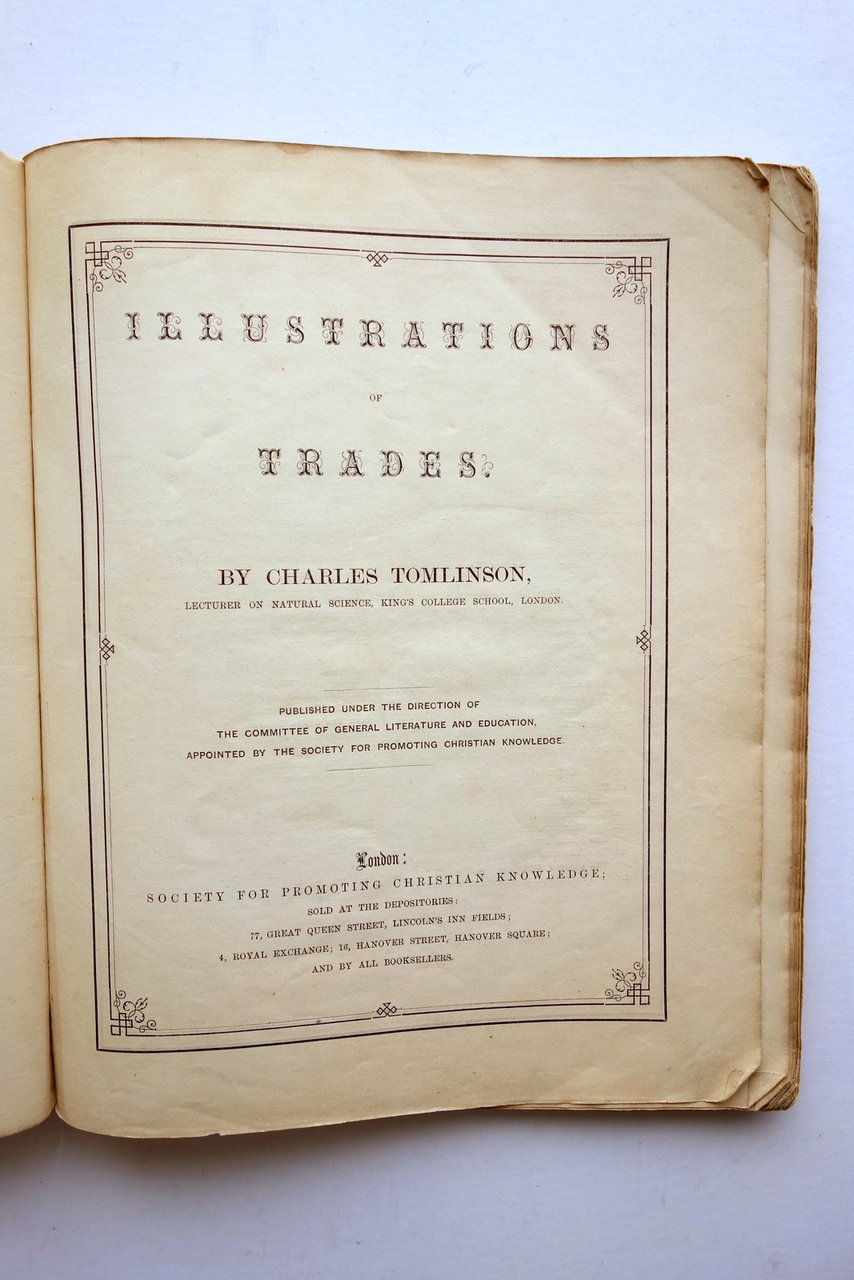 ILLUSTRATIONS
OF
TRADES.
BY CHARLES TOMLINSON,
LECTURER ON NATURAL SCIENCE, KING'S COLLEGE SCHOOL, LONDON.
PUBLISHED UNDER THE DIRECTION OF
THE COMMITTEE OF GENERAL LITERATURE AND EDUCATION,
APPOINTED BY THE SOCIETY FOR PROMOTING CHRISTIAN KNOWLEDGE.
London:
SOCIETY FOR PROMOTING CHRISTIAN KNOWLEDGE;
SOLD AT THE DEPOSITORIES:
77, GREAT QUEEN STREET, LINCOLN'S INN FIELDS;
4, ROYAL EXCHANGE; 16, HANOVER STREET, HANOVER SQUARE;
AND BY ALL BOOKSELLERS.